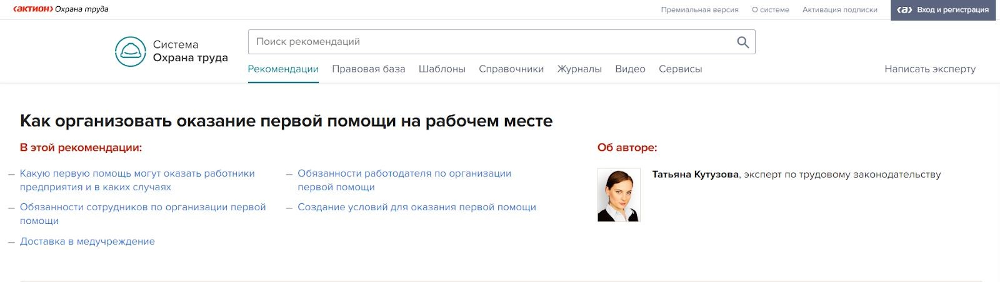 ‹АКТИОН› Охрана труда
Премиальная версия О системе Активация подписки ‹а› Вход и регистрация
Система
Охрана труда
Поиск рекомендаций
Рекомендации Правовая база Шаблоны Справочники Журналы Видео Сервисы Написать эксперту
Как организовать оказание первой помощи на рабочем месте
В этой рекомендации:
— Какую первую помощь могут оказать работники
предприятия и в каких случаях
— Обязанности сотрудников по организации первой
помощи
— Доставка в медучреждение
— Обязанности работодателя по организации
первой помощи
— Создание условий для оказания первой помощи
Об авторе:
Татьяна Кутузова, эксперт по трудовому законодательству